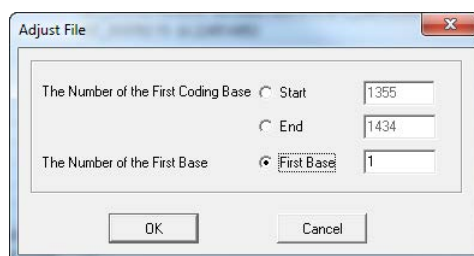 Adjust File
The Number of the First Coding Base Start 1355
End 1434
The Number of the First Base First Base 1
OK Cancel